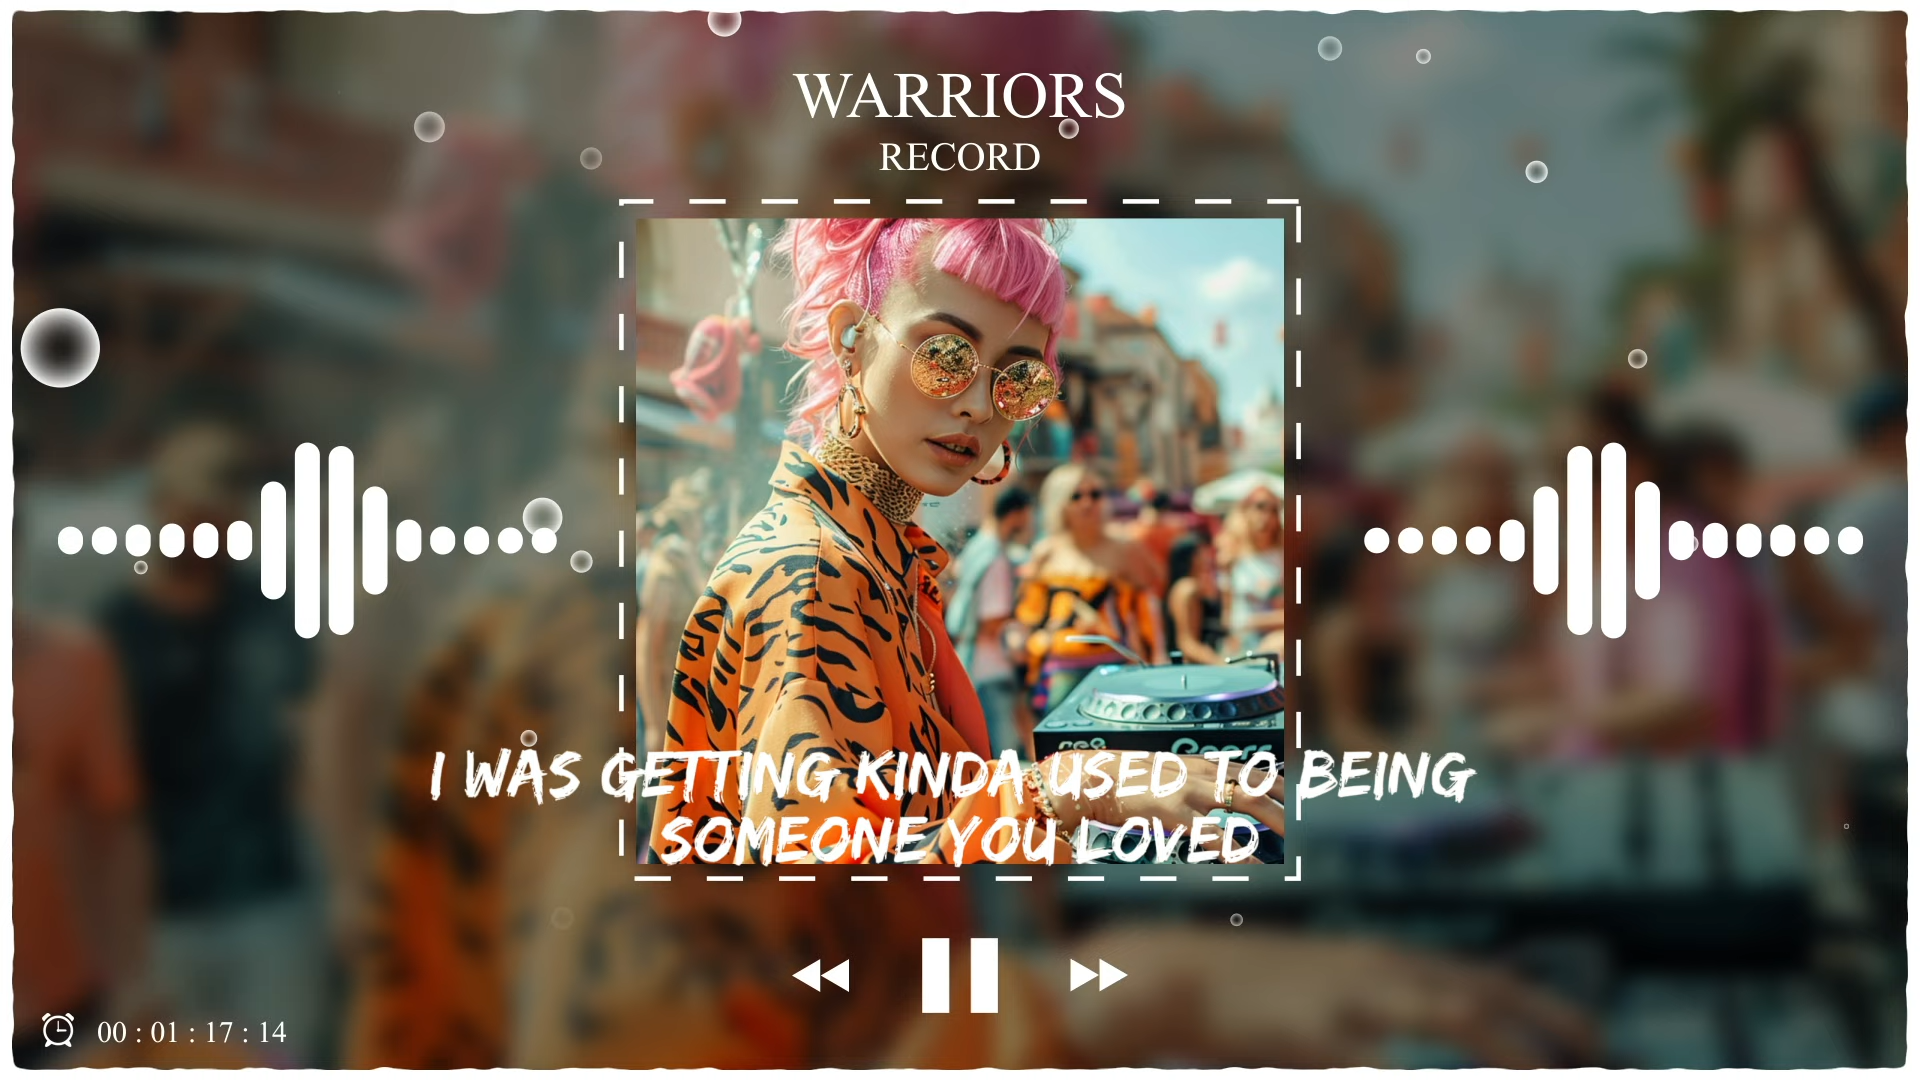 WARRIORS
RECORD
I WAS GETTING KINDA USED TO BEING
SOMEONE YOU LOVED
00 : 01 : 17 : 14